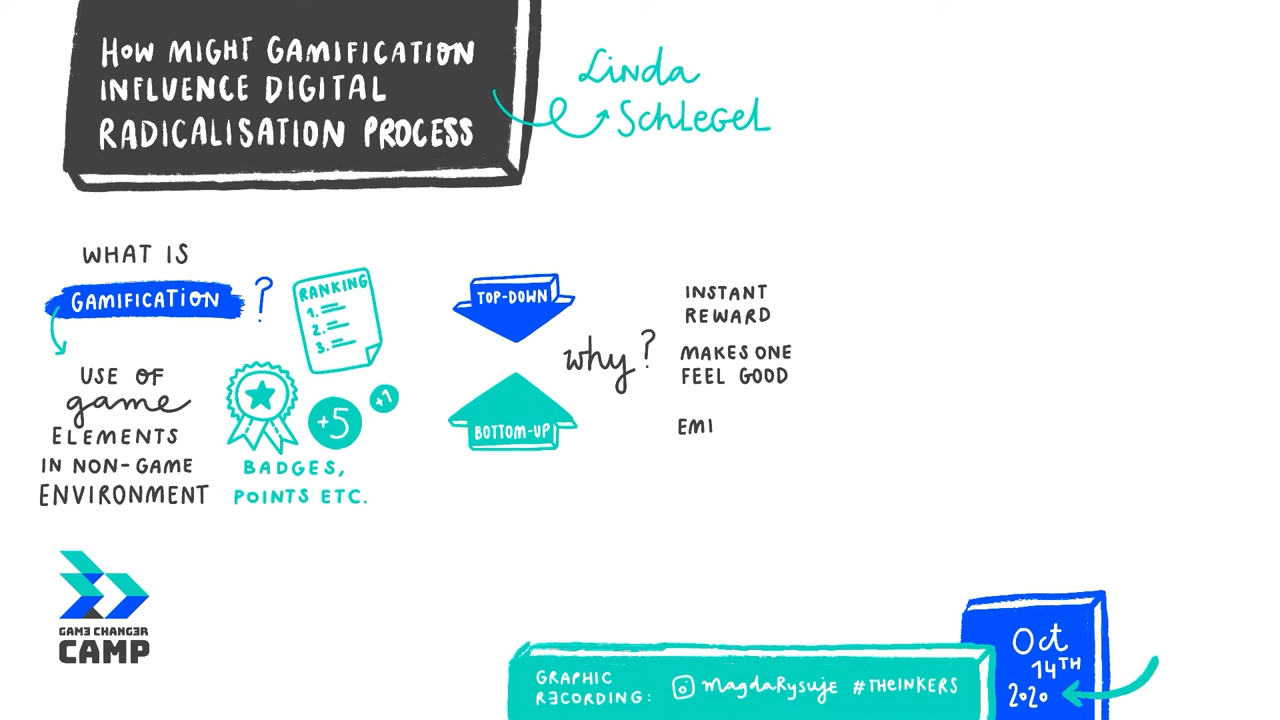 HOW MIGHT GAMIFICATION
INFLUENCE DIGITAL
RADICALISATION PROCESS
Linda
SCHLEGEL
WHAT IS
GAMIFICATION ?
USE OF
game
ELEMENTS
IN NON-GAME
ENVIRONMENT
RANKING
1.
2.
3.
+5
+1
BADGES,
POINTS ETC.
TOP-DOWN
BOTTOM-UP
why?
INSTANT
REWARD
MAKES ONE
FEEL GOOD
EMI
GAME CHANGER
CAMP
GRAPHIC
RECORDING:
MagdaRysuje #THEINKERS
Oct
14TH
2020